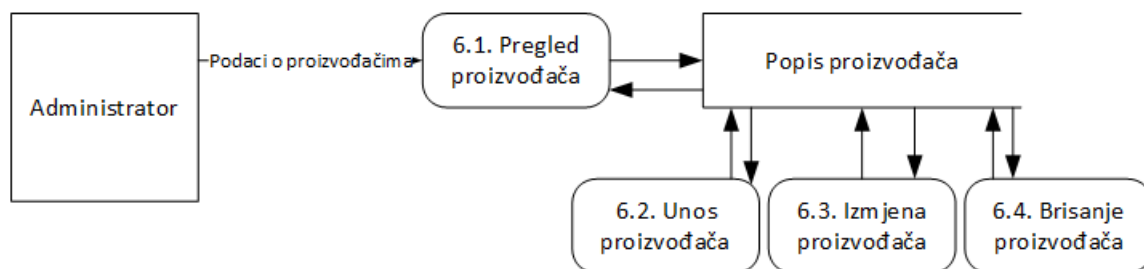 Administrator
Podaci o proizvođačima
6.1. Pregled
proizvođača
Popis proizvođača
6.2. Unos
proizvođača
6.3. Izmjena
proizvođača
6.4. Brisanje
proizvođača